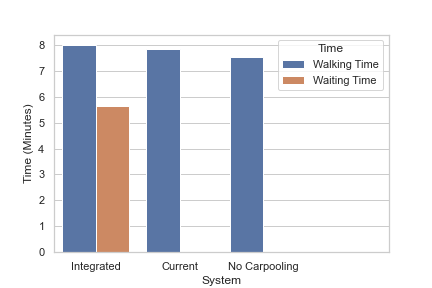 Time
Walking Time
Waiting Time
8
7
6
5
4
3
2
1
0
Time (Minutes)
Integrated Current No Carpooling
System